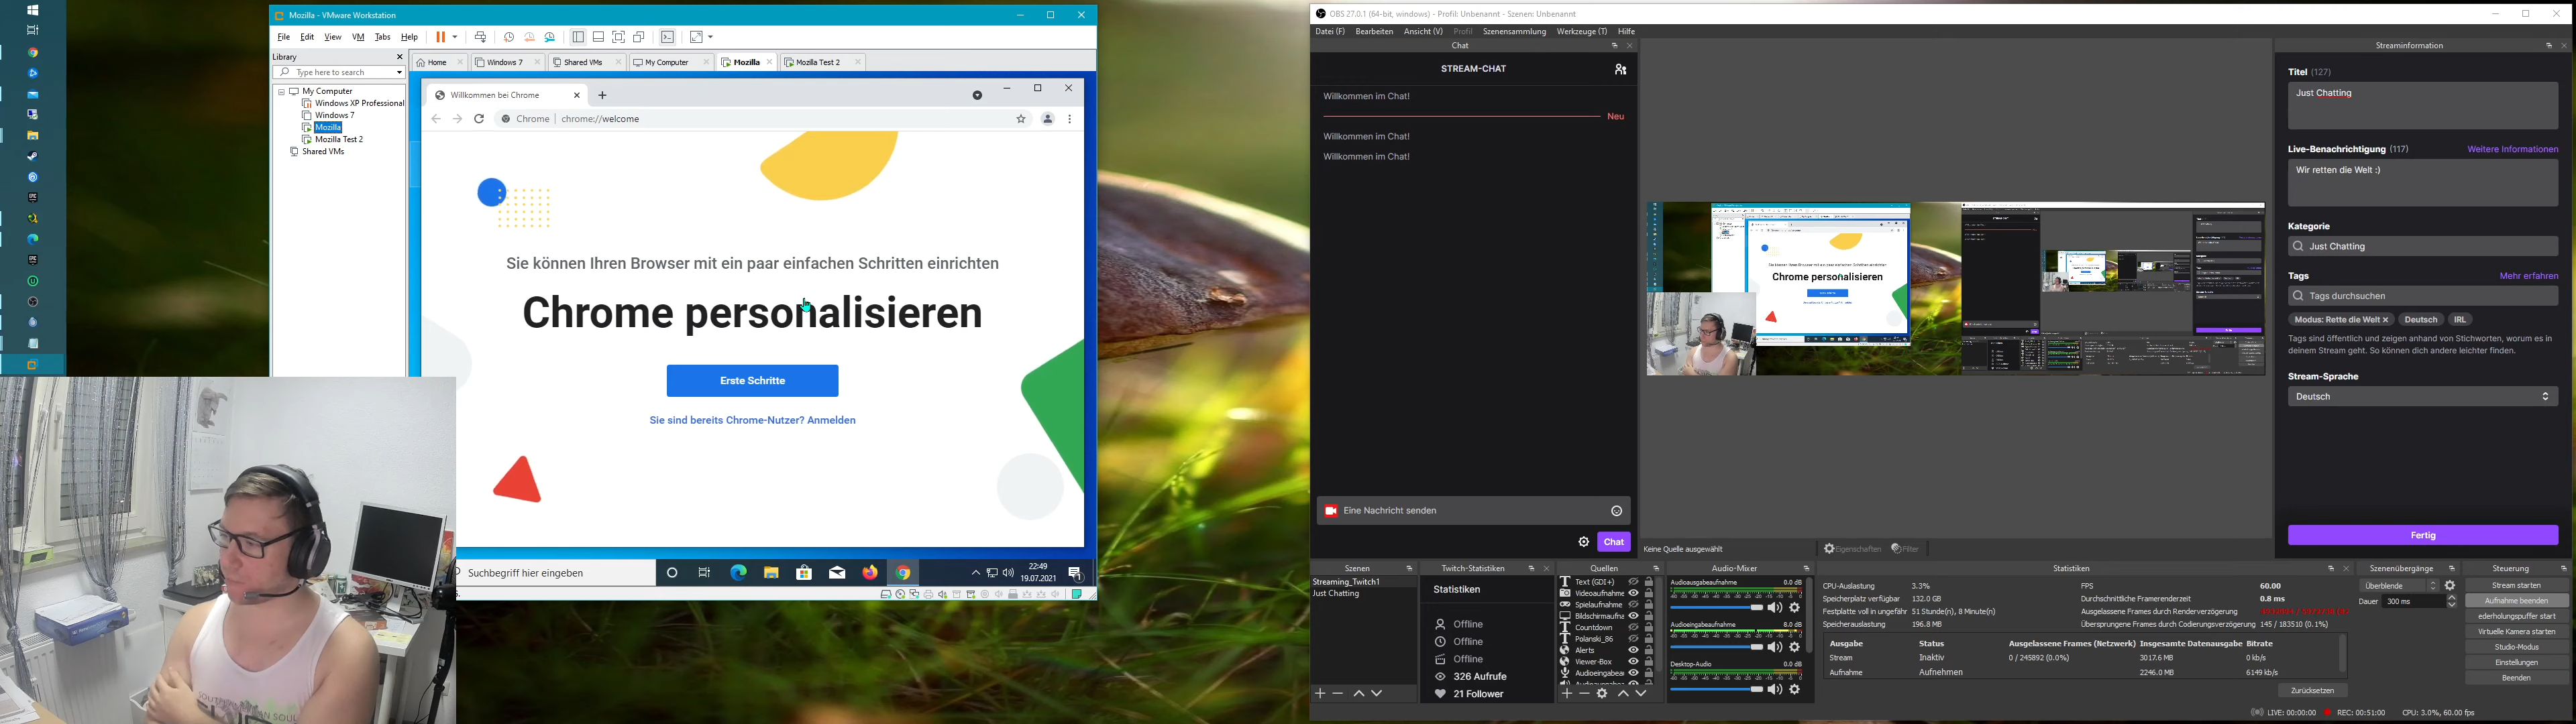 Mozilla - VMware Workstation
File Edit View VM Tabs Help
Library
Type here to search
My Computer
Windows XP Professional
Windows 7
Mozilla
Mozilla Test 2
Shared VMs
Home Windows 7 Shared VMs My Computer Mozilla Mozilla Test 2
Willkommen bei Chrome
Chrome | chrome://welcome
Sie können Ihren Browser mit ein paar einfachen Schritten einrichten
Chrome personalisieren
Erste Schritte
Sie sind bereits Chrome-Nutzer? Anmelden
Suchbegriff hier eingeben
22:49
19.07.2021
OBS 27.0.1 (64-bit, windows) - Profil: Unbenannt - Szenen: Unbenannt
Datei (F) Bearbeiten Ansicht (V) Profil Szenensammlung Werkzeuge (T) Hilfe
Chat
STREAM-CHAT
Willkommen im Chat!
Neu
Willkommen im Chat!
Willkommen im Chat!
Eine Nachricht senden
Chat
Chrome personalisieren
Keine Quelle ausgewählt
Eigenschaften Filter
Streaminformation
Titel (127)
Just Chatting
Live-Benachrichtigung (117) Weitere Informationen
Wir retten die Welt :)
Kategorie
Just Chatting
Tags Mehr erfahren
Tags durchsuchen
Modus: Rette die Welt Deutsch IRL
Tags sind öffentlich und zeigen anhand von Stichworten, worum es in
deinem Stream geht. So können dich andere leichter finden.
Stream-Sprache
Deutsch
Fertig
Szenen
Streaming_Twitch1
Just Chatting
Twitch-Statistiken
Statistiken
Offline
Offline
Offline
326 Aufrufe
21 Follower
Quellen
Text (GDI+)
Videoaufnahme
Spielaufnahme
Bildschirmaufna
Countdown
Polanski_86
Alerts
Viewer-Box
Audioeingabea
Audio-Mixer
Audioausgabeaufnahme 0.0 dB
Audioeingabeaufnahme 8.0 dB
Desktop-Audio 0.0 dB
Statistiken
CPU-Auslastung 3.3%
Speicherplatz verfügbar 132.0 GB
Festplatte voll in ungefähr 51 Stunde(n), 8 Minute(n)
Speicherauslastung 196.8 MB
FPS 60.00
Durchschnittliche Framerenderzeit 0.8 ms
Ausgelassene Frames durch Renderverzögerung
Übersprungene Frames durch Codierungsverzögerung 145 / 183510 (0.1%)
Ausgabe Status Ausgelassene Frames (Netzwerk) Insgesamte Datenausgabe Bitrate
Stream Inaktiv 0 / 245892 (0.0%) 3017.6 MB 0 kb/s
Aufnahme Aufnehmen 2246.0 MB 6149 kb/s
Zurücksetzen
Szenenübergänge
Überblende
Dauer 300 ms
Steuerung
Stream starten
Aufnahme beenden
ederholungspuffer start
Virtuelle Kamera starten
Studio-Modus
Einstellungen
Beenden
LIVE: 00:00:00 REC: 00:51:00 CPU: 3.0%, 60.00 fps